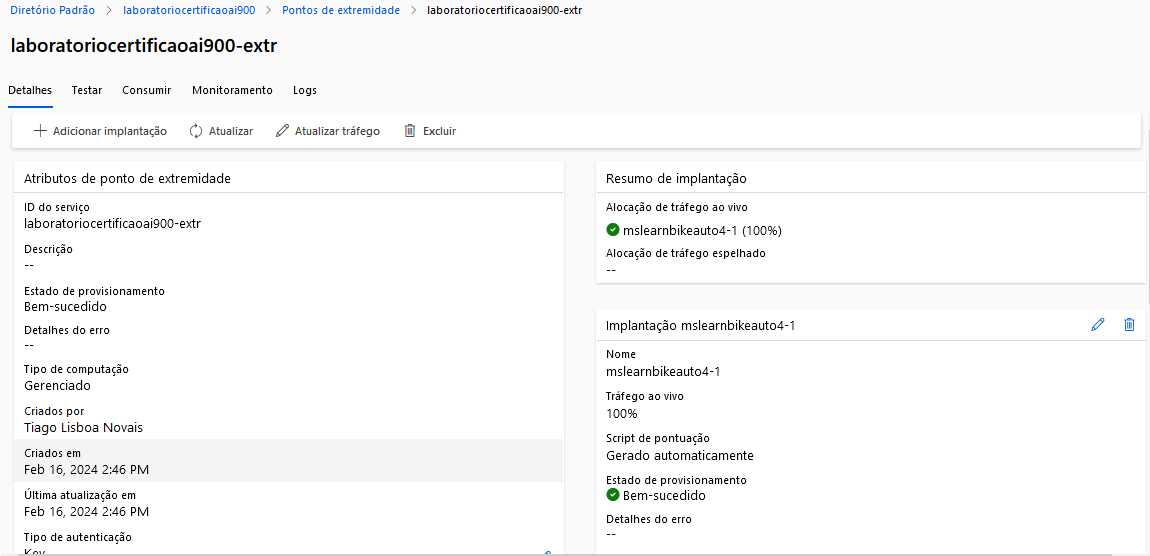 Diretório Padrão > laboratoriocertificaoai900 > Pontos de extremidade > laboratoriocertificaoai900-extr
laboratoriocertificaoai900-extr
Detalhes Testar Consumir Monitoramento Logs
Adicionar implantação Atualizar Atualizar tráfego Excluir
Atributos de ponto de extremidade
ID do serviço
laboratoriocertificaoai900-extr
Descrição
--
Estado de provisionamento
Bem-sucedido
Detalhes do erro
--
Tipo de computação
Gerenciado
Criados por
Tiago Lisboa Novais
Criados em
Feb 16, 2024 2:46 PM
Última atualização em
Feb 16, 2024 2:46 PM
Tipo de autenticação
Key
Resumo de implantação
Alocação de tráfego ao vivo
mslearnbikeauto4-1 (100%)
Alocação de tráfego espelhado
--
Implantação mslearnbikeauto4-1
Nome
mslearnbikeauto4-1
Tráfego ao vivo
100%
Script de pontuação
Gerado automaticamente
Estado de provisionamento
Bem-sucedido
Detalhes do erro
--